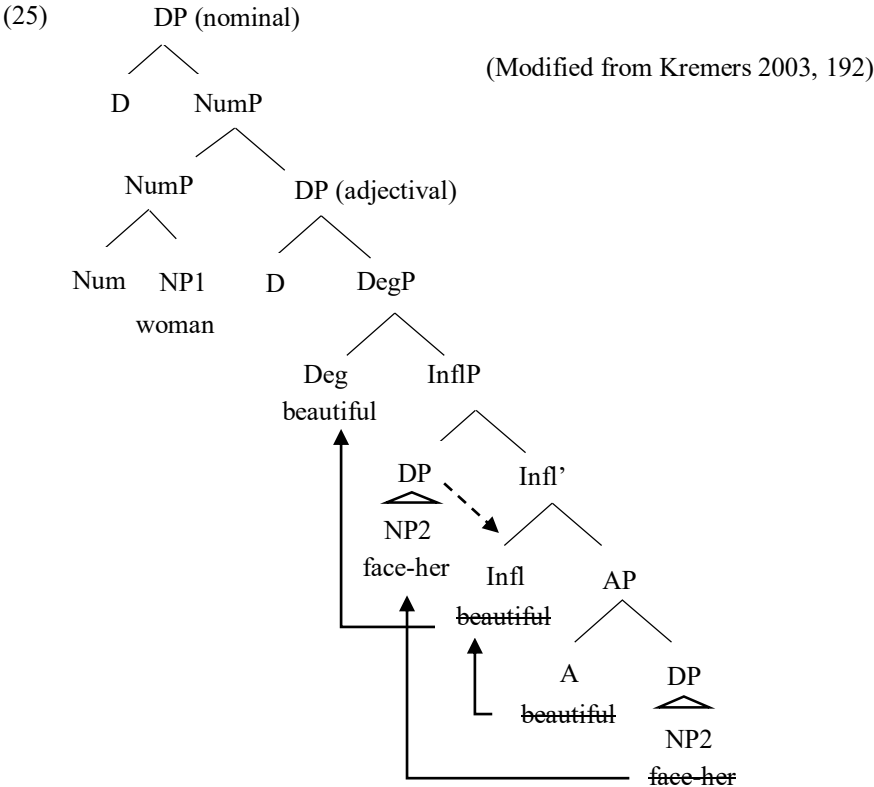 (25) DP (nominal)
(Modified from Kremers 2003, 192)
D NumP
NumP DP (adjectival)
Num NP1 D DegP
woman
Deg InflP
beautiful
DP Infl’
NP2
face-her Infl AP
beautiful
A DP
beautiful
NP2
face-her